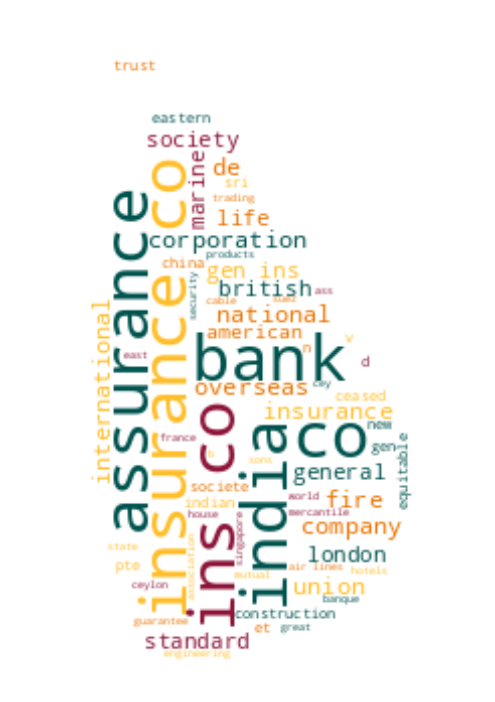 trust
eastern
society
insurance co
marine
de
sri
trading
assurance
life
corporation
products
china
gen ins
security
british
ass
cable
suez
national
international
american
v
n
east
bank
d
overseas
cey
ceased
ins co
insurance
india
co
new
france
gen
equitable
b
sons
general
societe
world
fire
indian
house
mercantile
singapore
company
association
state
london
pte
mutual
air lines
hotels
ceylon
union
banque
construction
guarantee
et
great
standard
engineering